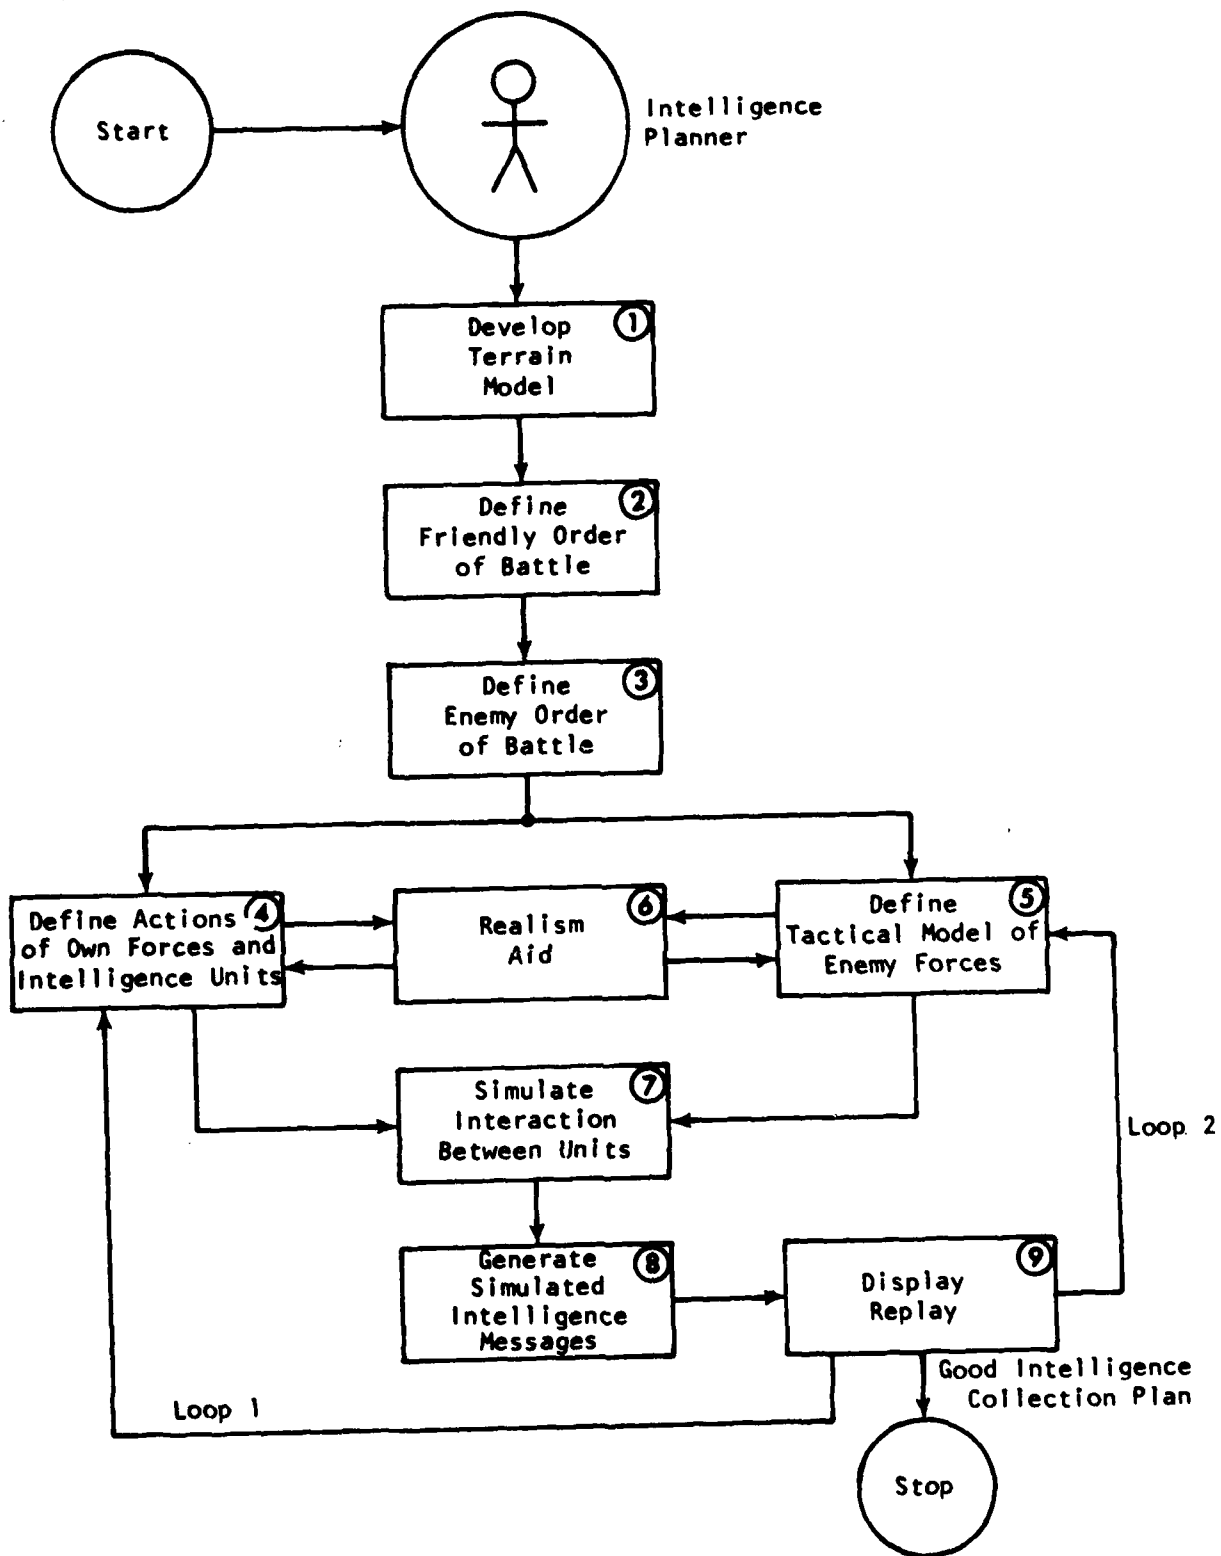 Start
Intelligence
Planner
1
Develop
Terrain
Model
2
Define
Friendly Order
of Battle
3
Define
Enemy Order
of Battle
4
Define Actions
of Own Forces and
Intelligence Units
6
Realism
Aid
5
Define
Tactical Model of
Enemy Forces
7
Simulate
Interaction
Between Units
Loop 2
8
Generate
Simulated
Intelligence
Messages
9
Display
Replay
Good Intelligence
Collection Plan
Loop 1
Stop